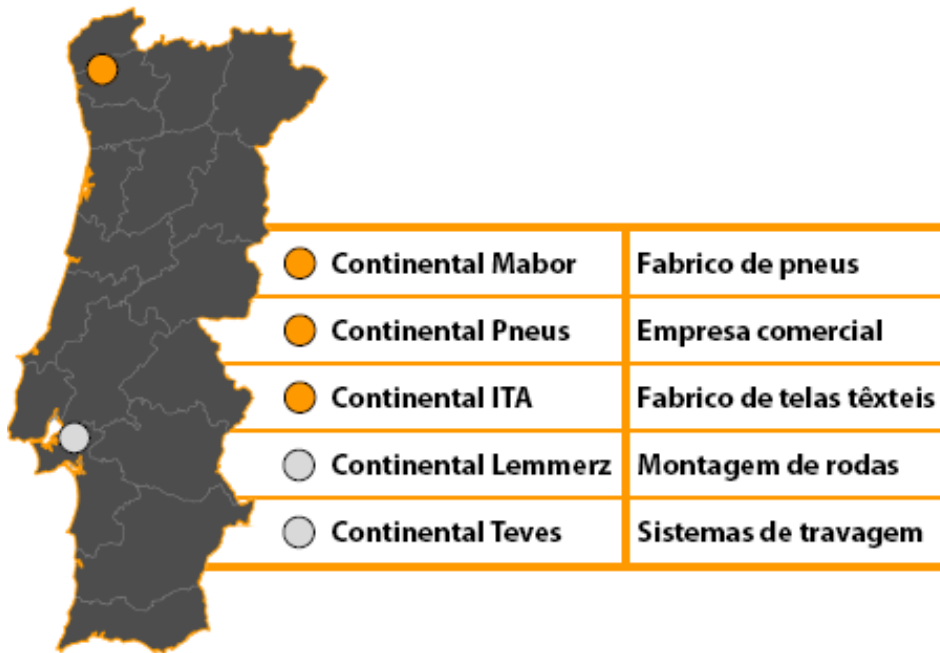 Continental Mabor Fabrico de pneus
Continental Pneus Empresa comercial
Continental ITA Fabrico de telas têxteis
Continental Lemmerz Montagem de rodas
Continental Teves Sistemas de travagem